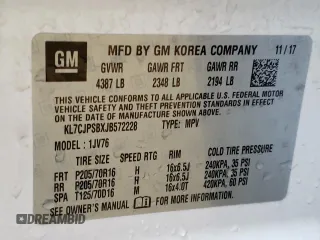 GM
MFD BY GM KOREA COMPANY 11/17
GVWR GAWR FRT GAWR RR
4387 LB 2348 LB 2194 LB
THIS VEHICLE CONFORMS TO ALL APPLICABLE U.S. FEDERAL MOTOR
VEHICLE SAFETY AND THEFT PREVENTION STANDARDS IN EFFECT
ON THE DATE OF MANUFACTURE SHOWN ABOVE.
KL7CJPSBXJB572228 TYPE: MPV
MODEL: 1JV76
TIRE SIZE SPEED RTG RIM COLD TIRE PRESSURE
FRT P205/70R16 H 16x6.5J 240KPA, 35 PSI
RR P205/70R16 H 16x6.5J 240KPA, 35 PSI
SPA T125/70D16 M 16x4.0T 420KPA, 60 PSI
SEE OWNER'S MANUAL FOR MORE INFORMATION.
AUTOBIDMASTER
DREAMBID